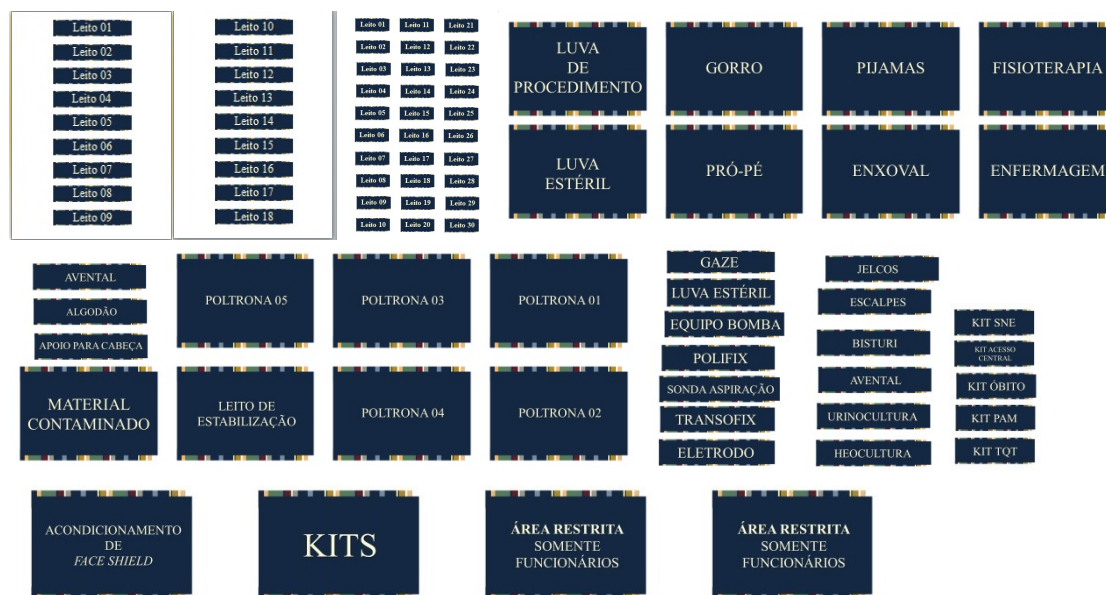 Leito 01
Leito 02
Leito 03
Leito 04
Leito 05
Leito 06
Leito 07
Leito 08
Leito 09
Leito 10
Leito 11
Leito 12
Leito 13
Leito 14
Leito 15
Leito 16
Leito 17
Leito 18
Leito 01
Leito 02
Leito 03
Leito 04
Leito 05
Leito 06
Leito 07
Leito 08
Leito 09
Leito 10
Leito 11
Leito 12
Leito 13
Leito 14
Leito 15
Leito 16
Leito 17
Leito 18
Leito 19
Leito 20
Leito 21
Leito 22
Leito 23
Leito 24
Leito 25
Leito 26
Leito 27
Leito 28
Leito 29
Leito 30
LUVA
DE
PROCEDIMENTO
GORRO
PIJAMAS
FISIOTERAPIA
LUVA
ESTÉRIL
PRÓ-PÉ
ENXOVAL
ENFERMAGEM
AVENTAL
ALGODÃO
APOIO PARA CABEÇA
MATERIAL
CONTAMINADO
POLTRONA 05
POLTRONA 03
POLTRONA 01
LEITO DE
ESTABILIZAÇÃO
POLTRONA 04
POLTRONA 02
GAZE
LUVA ESTÉRIL
EQUIPO BOMBA
POLIFIX
SONDA ASPIRAÇÃO
TRANSOFIX
ELETRODO
JELCOS
ESCALPES
BISTURI
AVENTAL
URINOCULTURA
HEOCULTURA
KIT SNE
KIT ACESSO
CENTRAL
KIT ÓBITO
KIT PAM
KIT TQT
ACONDICIONAMENTO
DE
FACE SHIELD
KITS
ÁREA RESTRITA
SOMENTE
FUNCIONÁRIOS
ÁREA RESTRITA
SOMENTE
FUNCIONÁRIOS